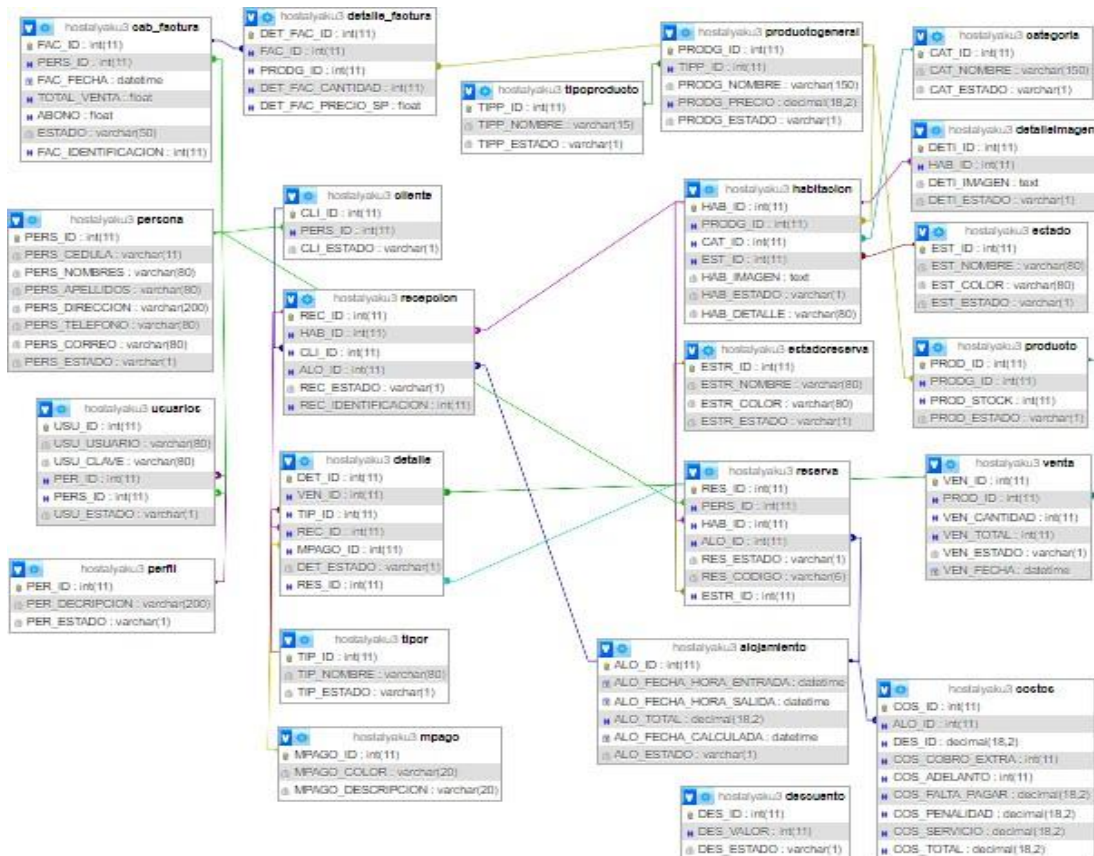 hostalyaku3 cab_factura
FAC_ID : int(11)
PERS_ID : int(11)
FAC_FECHA : datetime
TOTAL_VENTA : float
ABONO : float
ESTADO : varchar(50)
FAC_IDENTIFICACION : int(11)
hostalyaku3 detalle_factura
DET_FAC_ID : int(11)
FAC_ID : int(11)
PRODG_ID : int(11)
DET_FAC_CANTIDAD : int(11)
DET_FAC_PRECIO_SP : float
hostalyaku3 tipoproducto
TIPP_ID : int(11)
TIPP_NOMBRE : varchar(15)
TIPP_ESTADO : varchar(1)
hostalyaku3 productogeneral
PRODG_ID : int(11)
TIPP_ID : int(11)
PRODG_NOMBRE : varchar(150)
PRODG_PRECIO : decimal(18,2)
PRODG_ESTADO : varchar(1)
hostalyaku3 categoria
CAT_ID : int(11)
CAT_NOMBRE : varchar(150)
CAT_ESTADO : varchar(1)
hostalyaku3 detalleimagen
DETI_ID : int(11)
HAB_ID : int(11)
DETI_IMAGEN : text
DETI_ESTADO : varchar(1)
hostalyaku3 persona
PERS_ID : int(11)
PERS_CEDULA : varchar(11)
PERS_NOMBRES : varchar(80)
PERS_APELLIDOS : varchar(80)
PERS_DIRECCION : varchar(200)
PERS_TELEFONO : varchar(80)
PERS_CORREO : varchar(80)
PERS_ESTADO : varchar(1)
hostalyaku3 cliente
CLI_ID : int(11)
PERS_ID : int(11)
CLI_ESTADO : varchar(1)
hostalyaku3 habitacion
HAB_ID : int(11)
PRODG_ID : int(11)
CAT_ID : int(11)
EST_ID : int(11)
HAB_IMAGEN : text
HAB_ESTADO : varchar(1)
HAB_DETALLE : varchar(80)
hostalyaku3 estado
EST_ID : int(11)
EST_NOMBRE : varchar(80)
EST_COLOR : varchar(80)
EST_ESTADO : varchar(1)
hostalyaku3 recepcion
REC_ID : int(11)
HAB_ID : int(11)
CLI_ID : int(11)
ALO_ID : int(11)
REC_ESTADO : varchar(1)
REC_IDENTIFICACION : int(11)
hostalyaku3 estadoreserva
ESTR_ID : int(11)
ESTR_NOMBRE : varchar(80)
ESTR_COLOR : varchar(80)
ESTR_ESTADO : varchar(1)
hostalyaku3 producto
PROD_ID : int(11)
PRODG_ID : int(11)
PROD_STOCK : int(11)
PROD_ESTADO : varchar(1)
hostalyaku3 usuarios
USU_ID : int(11)
USU_USUARIO : varchar(80)
USU_CLAVE : varchar(80)
PER_ID : int(11)
PERS_ID : int(11)
USU_ESTADO : varchar(1)
hostalyaku3 detalle
DET_ID : int(11)
VEN_ID : int(11)
TIP_ID : int(11)
REC_ID : int(11)
MPAGO_ID : int(11)
DET_ESTADO : varchar(1)
RES_ID : int(11)
hostalyaku3 reserva
RES_ID : int(11)
PERS_ID : int(11)
HAB_ID : int(11)
ALO_ID : int(11)
RES_ESTADO : varchar(1)
RES_CODIGO : varchar(6)
ESTR_ID : int(11)
hostalyaku3 venta
VEN_ID : int(11)
PROD_ID : int(11)
VEN_CANTIDAD : int(11)
VEN_TOTAL : int(11)
VEN_ESTADO : varchar(1)
VEN_FECHA : datetime
hostalyaku3 perfil
PER_ID : int(11)
PER_DECRIPCION : varchar(200)
PER_ESTADO : varchar(1)
hostalyaku3 tipor
TIP_ID : int(11)
TIP_NOMBRE : varchar(80)
TIP_ESTADO : varchar(1)
hostalyaku3 alojamiento
ALO_ID : int(11)
ALO_FECHA_HORA_ENTRADA : datetime
ALO_FECHA_HORA_SALIDA : datetime
ALO_TOTAL : decimal(18,2)
ALO_FECHA_CALCULADA : datetime
ALO_ESTADO : varchar(1)
hostalyaku3 costos
COS_ID : int(11)
ALO_ID : int(11)
DES_ID : decimal(18,2)
COS_COBRO_EXTRA : int(11)
COS_ADELANTO : int(11)
COS_FALTA_PAGAR : decimal(18,2)
COS_PENALIDAD : decimal(18,2)
COS_SERVICIO : decimal(18,2)
COS_TOTAL : decimal(18,2)
hostalyaku3 mpago
MPAGO_ID : int(11)
MPAGO_COLOR : varchar(20)
MPAGO_DESCRIPCION : varchar(20)
hostalyaku3 descuento
DES_ID : int(11)
DES_VALOR : int(11)
DES_ESTADO : varchar(1)